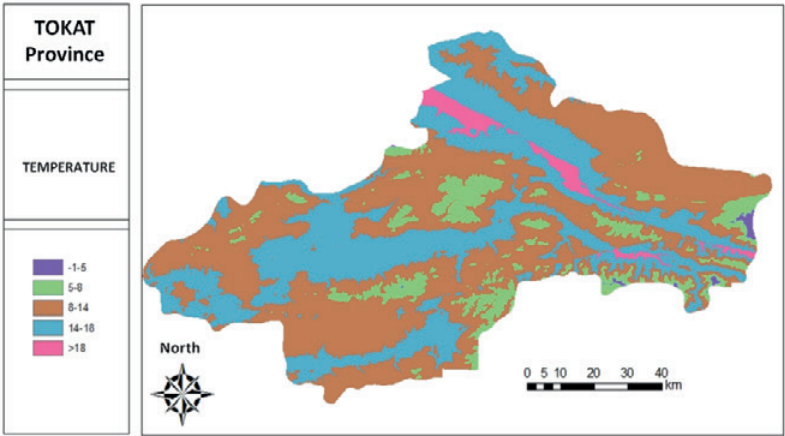 TOKAT
Province
TEMPERATURE
-1-5
5-8
8-14
14-18
>18
North
0 5 10 20 30 40
km